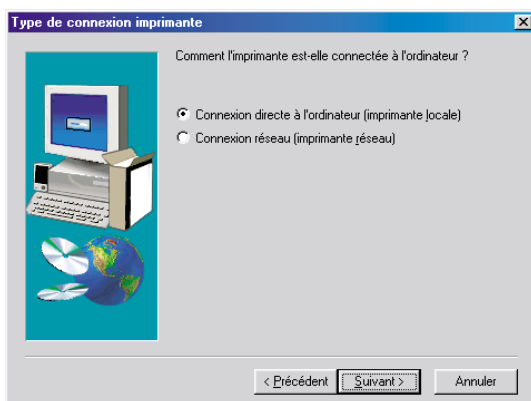 Type de connexion imprimante
Comment l'imprimante est-elle connectée à l'ordinateur ?
Connexion directe à l'ordinateur (imprimante locale)
Connexion réseau (imprimante réseau)
< Précédent
Suivant >
Annuler